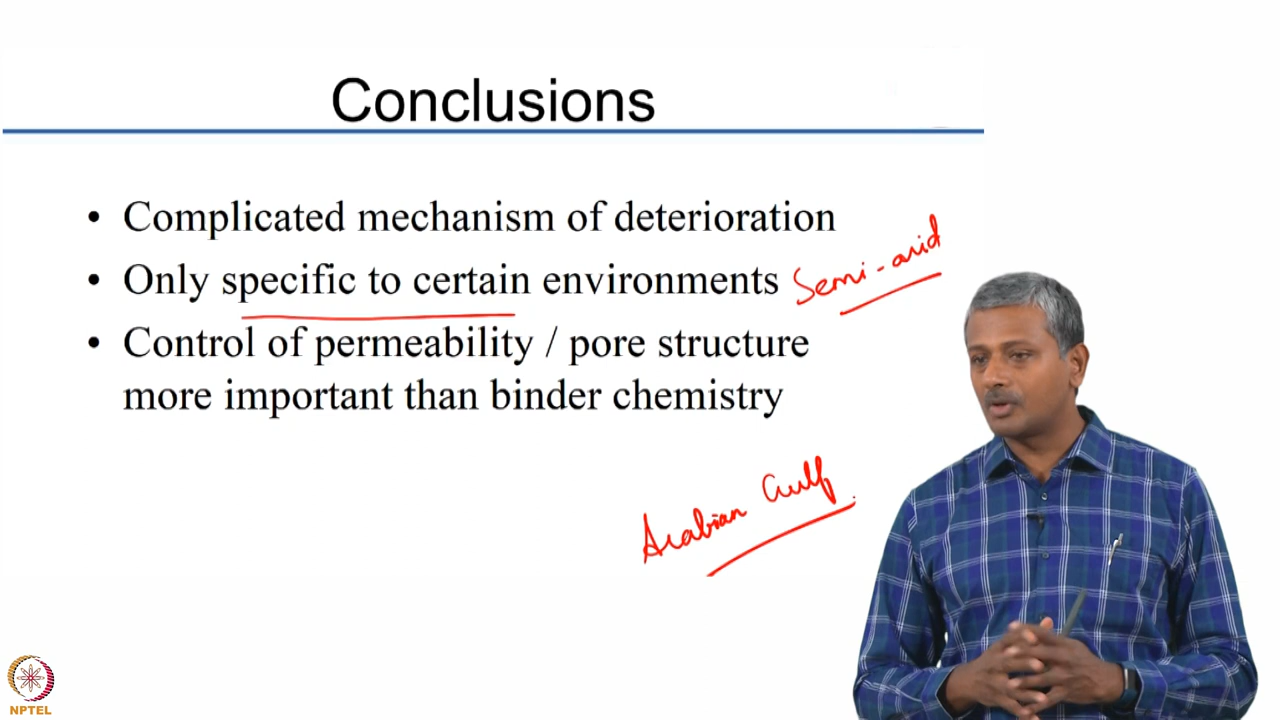 Conclusions
• Complicated mechanism of deterioration
• Only specific to certain environments Semi-arid
• Control of permeability / pore structure
more important than binder chemistry
Arabian Gulf
NPTEL